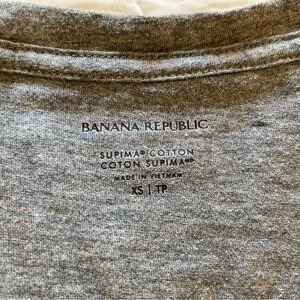 BANANA REPUBLIC
SUPIMA® COTTON
COTON SUPIMA®
MADE IN VIETNAM
XS | TP